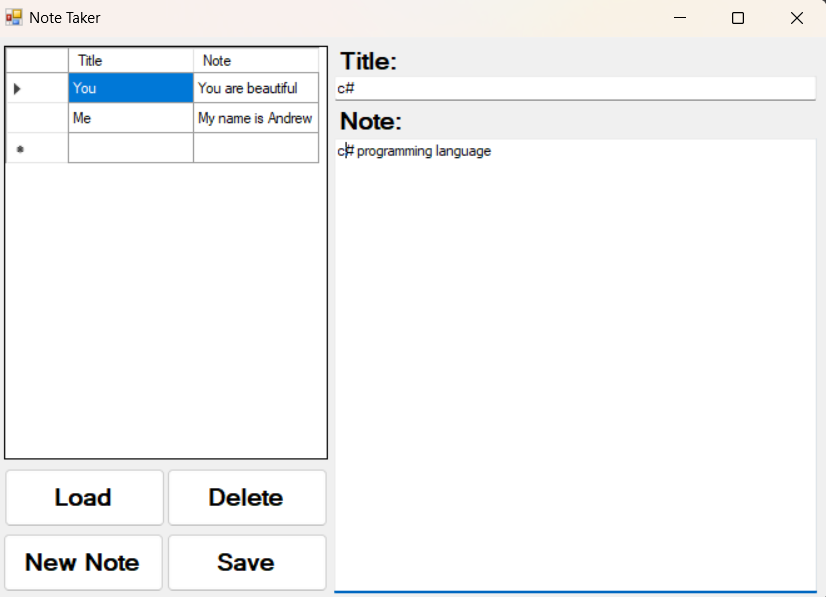 Note Taker
Title Note
You You are beautiful
Me My name is Andrew
Load Delete
New Note Save
Title:
c#
Note:
c# programming language